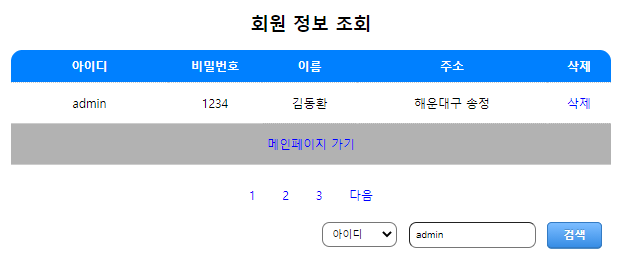 회원 정보 조회
아이디 비밀번호 이름 주소 삭제
admin 1234 김동환 해운대구 송정 삭제
메인페이지 가기
1 2 3 다음
아이디 admin 검색